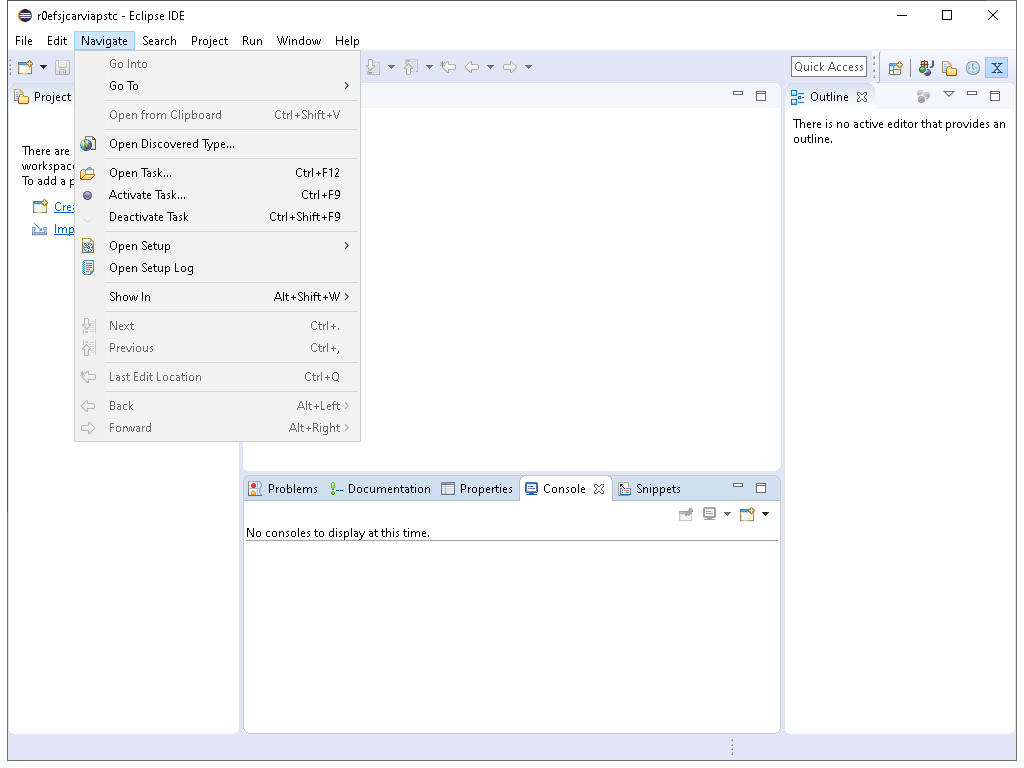 r0efsjcarviapstc - Eclipse IDE
File Edit Navigate Search Project Run Window Help
Quick Access
Project
Go Into
Go To
Open from Clipboard Ctrl+Shift+V
Open Discovered Type...
Open Task... Ctrl+F12
Activate Task... Ctrl+F9
Deactivate Task Ctrl+Shift+F9
Open Setup
Open Setup Log
Show In Alt+Shift+W
Next Ctrl+.
Previous Ctrl+,
Last Edit Location Ctrl+Q
Back Alt+Left
Forward Alt+Right
There are
workspac
To add a p
Crea
Imp
Outline
There is no active editor that provides an
outline.
Problems Documentation Properties Console Snippets
No consoles to display at this time.